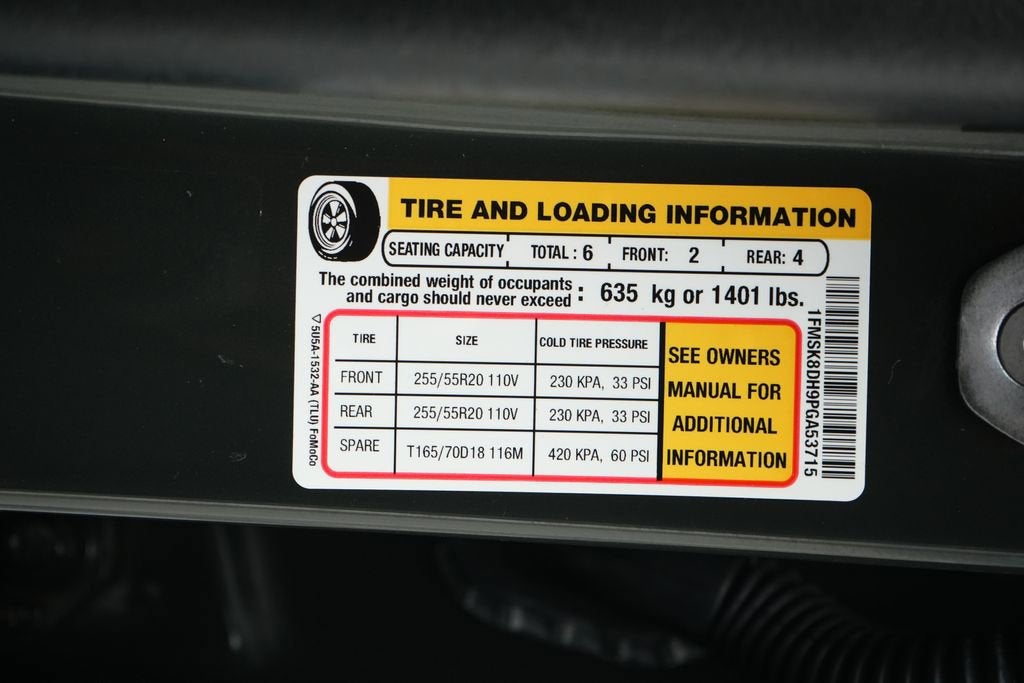 TIRE AND LOADING INFORMATION
SEATING CAPACITY TOTAL : 6 FRONT: 2 REAR: 4
The combined weight of occupants
and cargo should never exceed : 635 kg or 1401 lbs.
TIRE SIZE COLD TIRE PRESSURE
FRONT 255/55R20 110V 230 KPA, 33 PSI
REAR 255/55R20 110V 230 KPA, 33 PSI
SPARE T165/70D18 116M 420 KPA, 60 PSI
SEE OWNERS
MANUAL FOR
ADDITIONAL
INFORMATION
5U5A-1532-AA (TLU) FoMoCo
1FMSK8DH9PGA53715